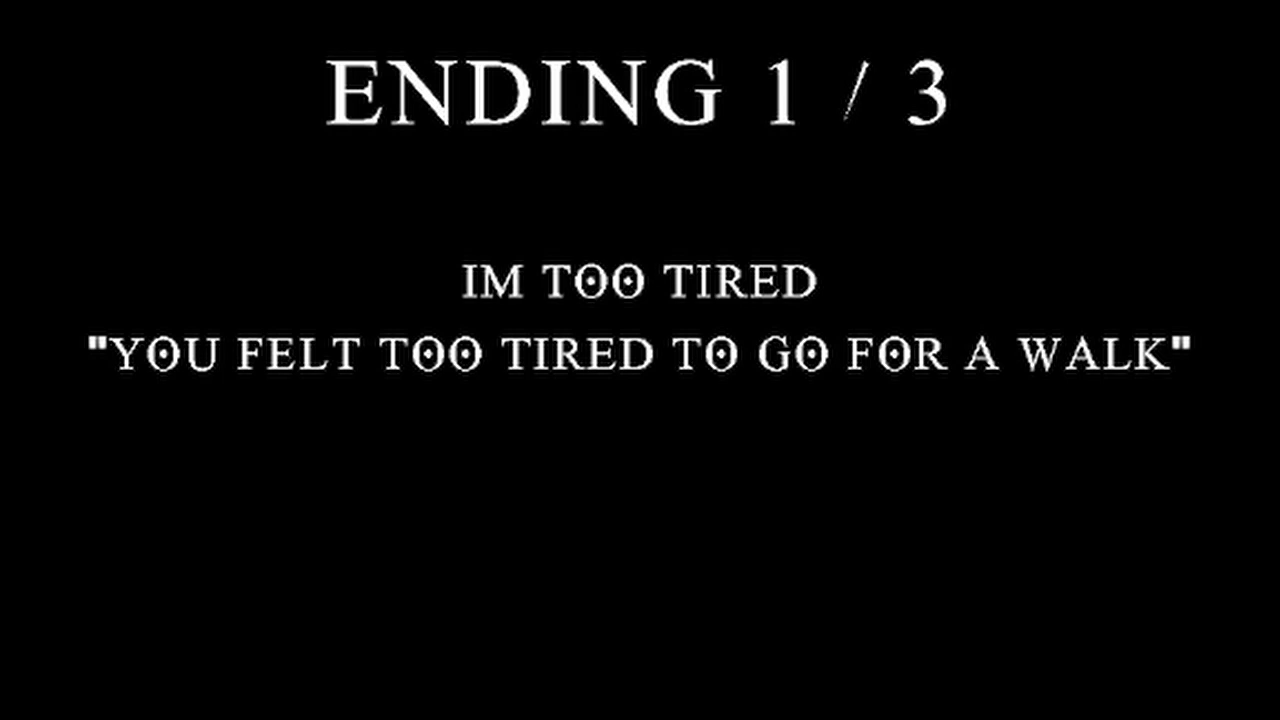 ENDING 1 / 3
IM TOO TIRED
"YOU FELT TOO TIRED TO GO FOR A WALK"